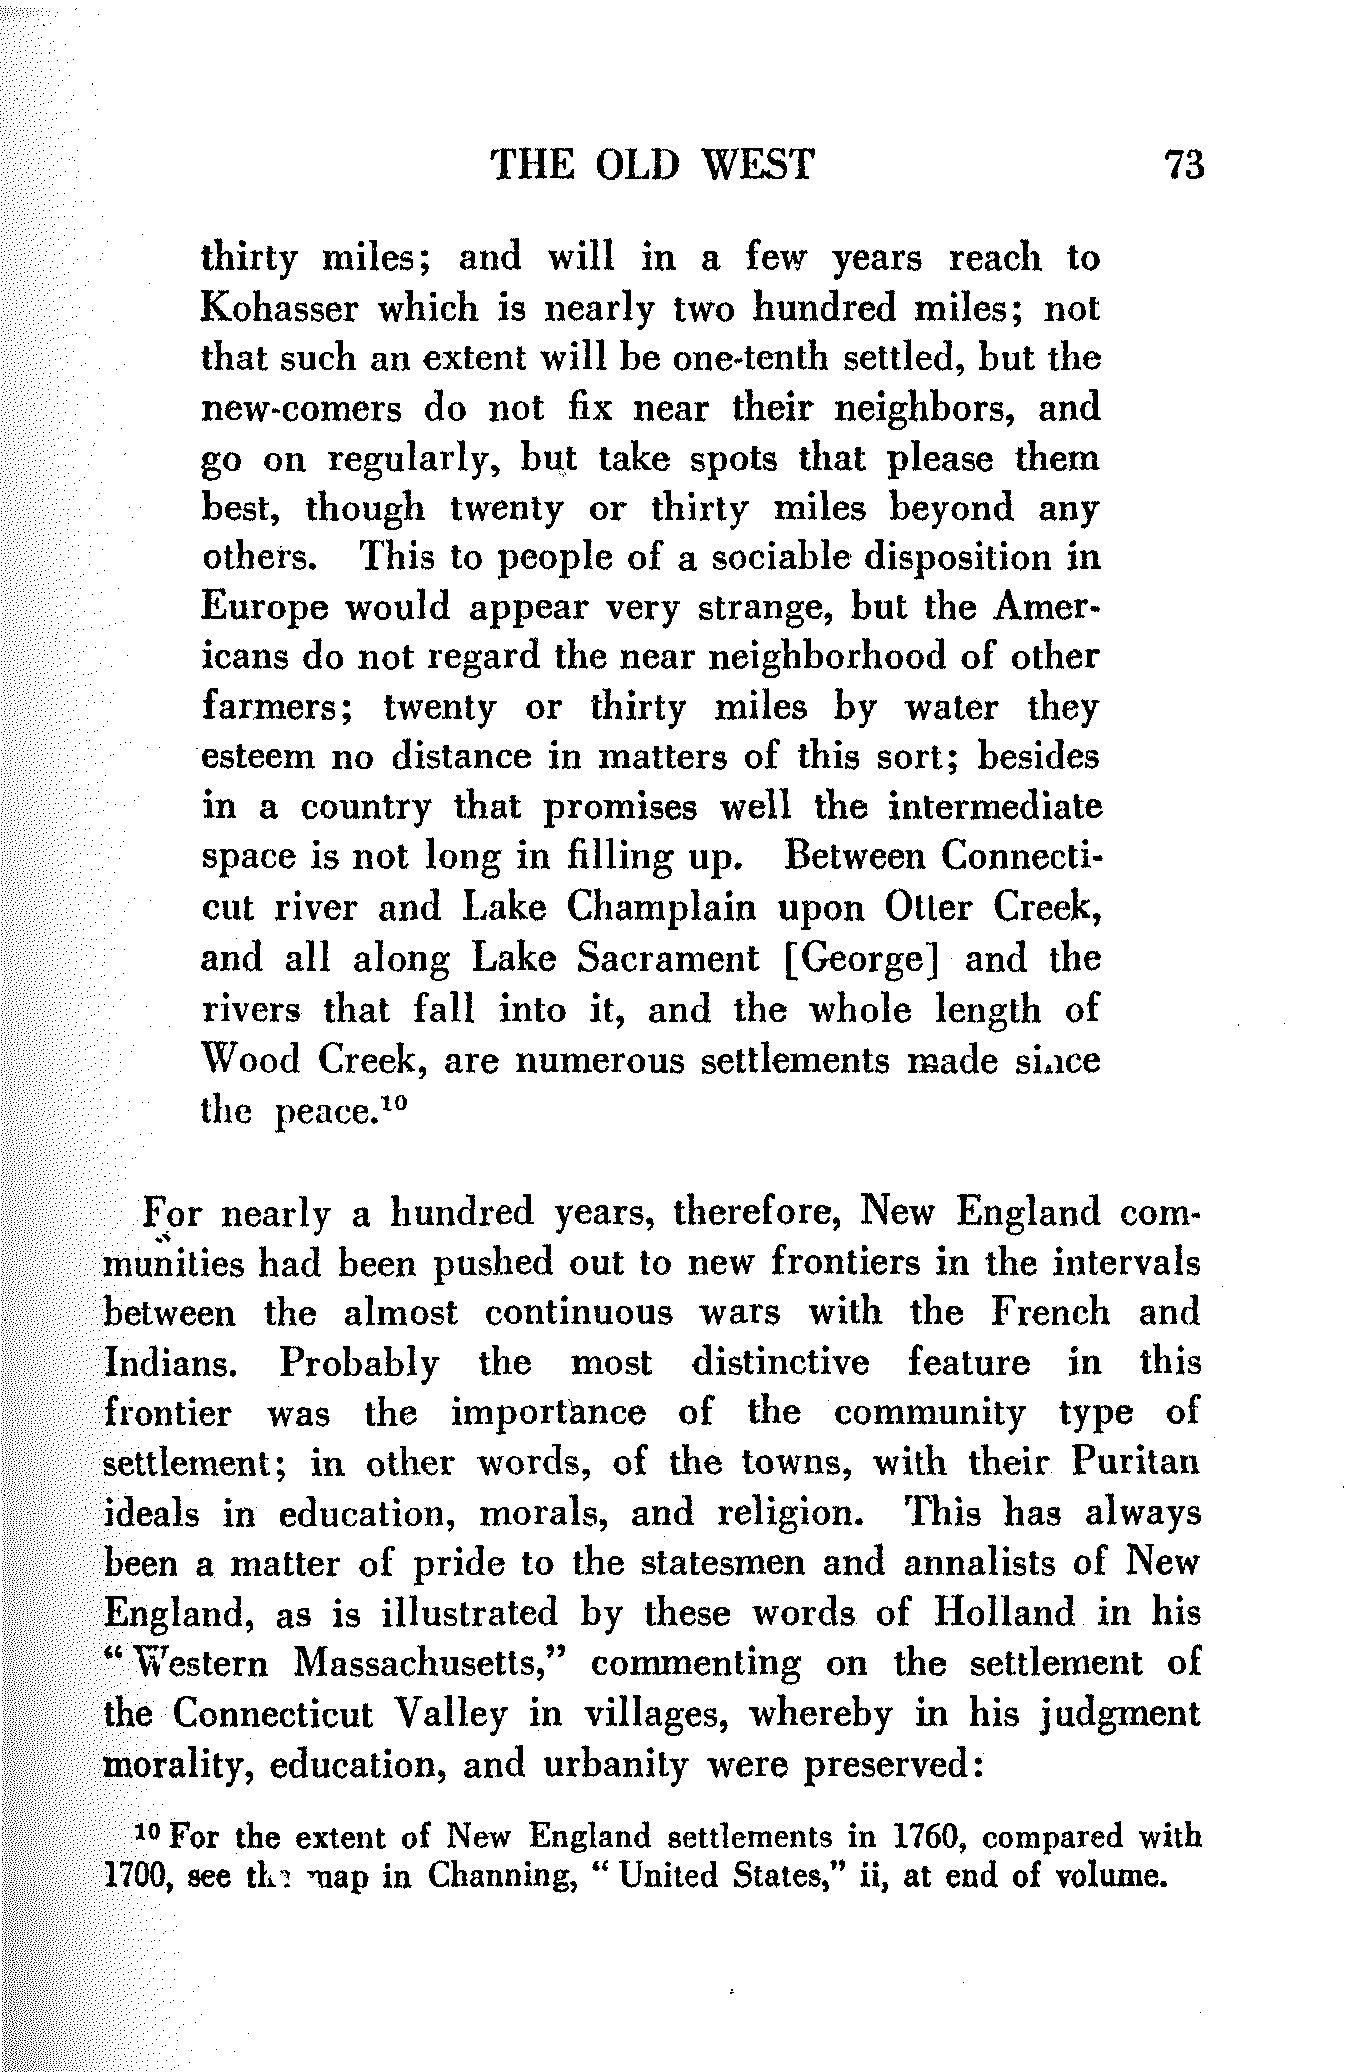 THE OLD WEST 73
thirty miles; and will in a few years reach to
Kohasser which is nearly two hundred miles; not
that such an extent will be one-tenth settled, but the
new-comers do not fix near their neighbors, and
go on regularly, but take spots that please them
best, though twenty or thirty miles beyond any
others. This to people of a sociable disposition in
Europe would appear very strange, but the Amer-
icans do not regard the near neighborhood of other
farmers; twenty or thirty miles by water they
esteem no distance in matters of this sort; besides
in a country that promises well the intermediate
space is not long in filling up. Between Connecti-
cut river and Lake Champlain upon Otter Creek,
and all along Lake Sacrament [George] and the
rivers that fall into it, and the whole length of
Wood Creek, are numerous settlements made since
the peace.¹⁰
For nearly a hundred years, therefore, New England com-
munities had been pushed out to new frontiers in the intervals
between the almost continuous wars with the French and
Indians. Probably the most distinctive feature in this
frontier was the importance of the community type of
settlement; in other words, of the towns, with their Puritan
ideals in education, morals, and religion. This has always
been a matter of pride to the statesmen and annalists of New
England, as is illustrated by these words of Holland in his
“Western Massachusetts,” commenting on the settlement of
the Connecticut Valley in villages, whereby in his judgment
morality, education, and urbanity were preserved:
¹⁰ For the extent of New England settlements in 1760, compared with
1700, see the map in Channing, “United States,” ii, at end of volume.